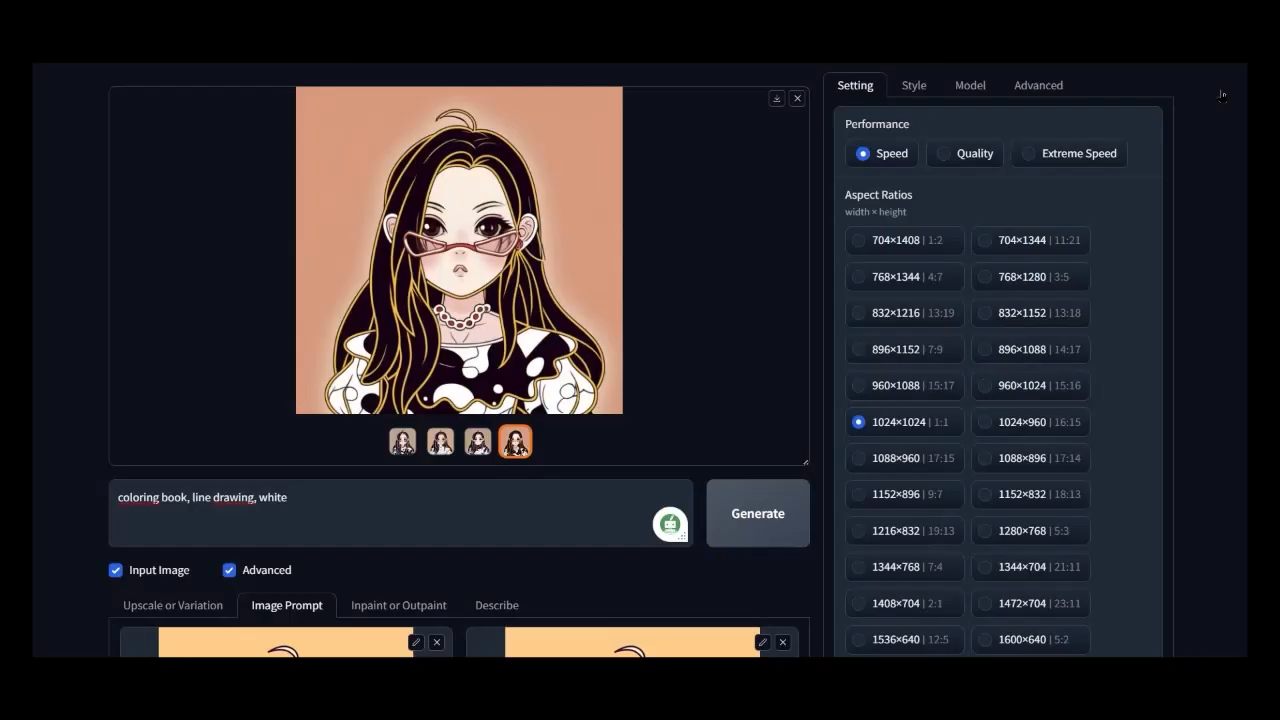 Setting Style Model Advanced
Performance
Speed Quality Extreme Speed
Aspect Ratios
width × height
704×1408 | 1:2 704×1344 | 11:21
768×1344 | 4:7 768×1280 | 3:5
832×1216 | 13:19 832×1152 | 13:18
896×1152 | 7:9 896×1088 | 14:17
960×1088 | 15:17 960×1024 | 15:16
1024×1024 | 1:1 1024×960 | 16:15
1088×960 | 17:15 1088×896 | 17:14
1152×896 | 9:7 1152×832 | 18:13
1216×832 | 19:13 1280×768 | 5:3
1344×768 | 7:4 1344×704 | 21:11
1408×704 | 2:1 1472×704 | 23:11
1536×640 | 12:5 1600×640 | 5:2
coloring book, line drawing, white
Generate
Input Image Advanced
Upscale or Variation Image Prompt Inpaint or Outpaint Describe